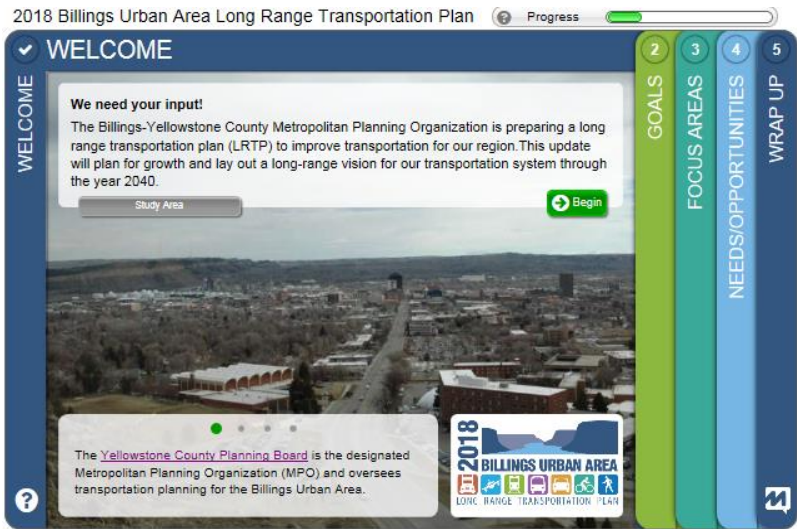 2018 Billings Urban Area Long Range Transportation Plan
Progress
WELCOME
WELCOME
We need your input!
The Billings-Yellowstone County Metropolitan Planning Organization is preparing a long
range transportation plan (LRTP) to improve transportation for our region.This update
will plan for growth and lay out a long-range vision for our transportation system through
the year 2040.
Study Area
Begin
The Yellowstone County Planning Board is the designated
Metropolitan Planning Organization (MPO) and oversees
transportation planning for the Billings Urban Area.
2018
BILLINGS URBAN AREA
LONG RANGE TRANSPORTATION PLAN
2
GOALS
3
FOCUS AREAS
4
NEEDS/OPPORTUNITIES
5
WRAP UP